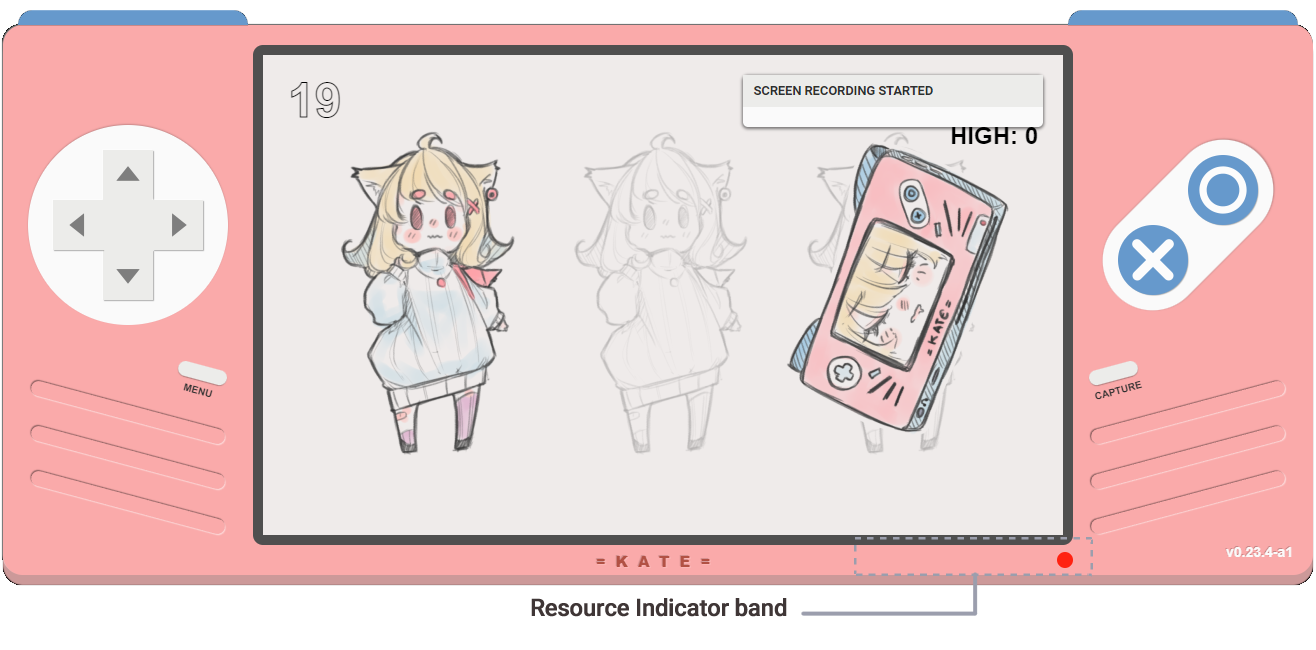 19
SCREEN RECORDING STARTED
HIGH: 0
=KATE=
MENU
CAPTURE
= K A T E =
v0.23.4-a1
Resource Indicator band